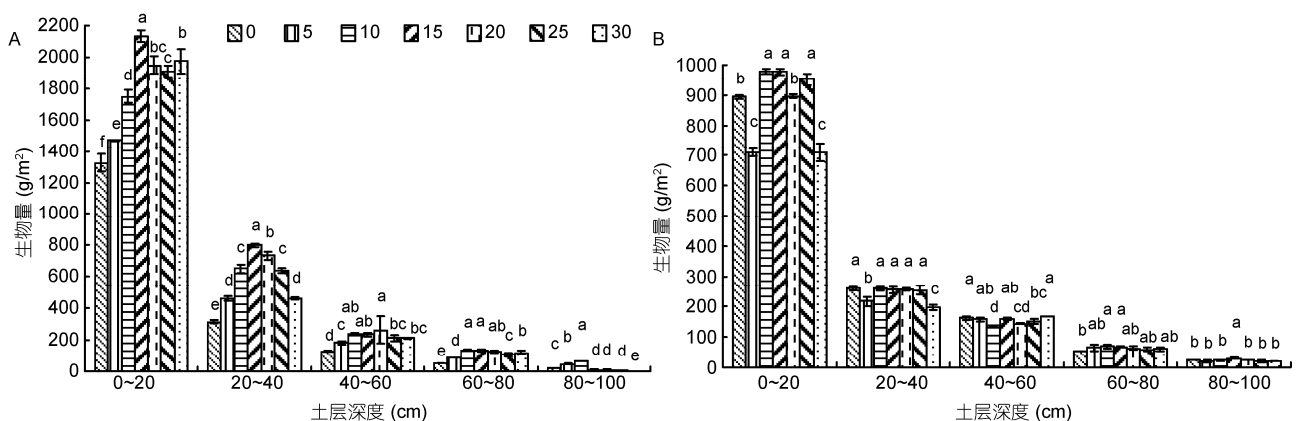 A
0 5 10 15 20 25 30
生物量 (g/m²)
2200
2000
1800
1600
1400
1200
1000
800
600
400
200
0
f e d a bc c b
e d c a b c d
d c ab ab a bc bc
e d a a b c b
c b a d d d e
0~20 20~40 40~60 60~80 80~100
土层深度 (cm)
B
生物量 (g/m²)
1000
900
800
700
600
500
400
300
200
100
0
b c a a b a c
a b a a a a c
a ab d ab cd bc a
b ab a a ab ab ab
b b b a b b b
0~20 20~40 40~60 60~80 80~100
土层深度 (cm)